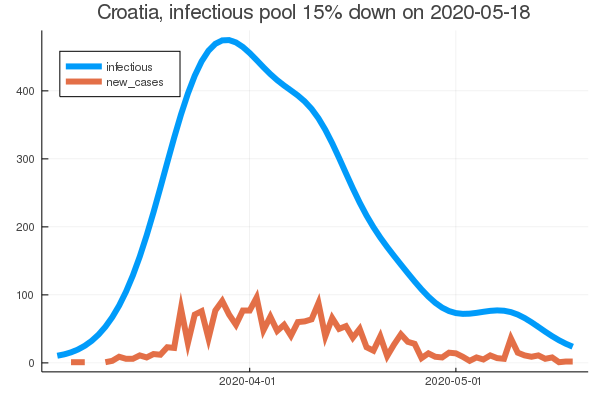 Croatia, infectious pool 15% down on 2020-05-18
infectious
new_cases
400
300
200
100
0
2020-04-01
2020-05-01